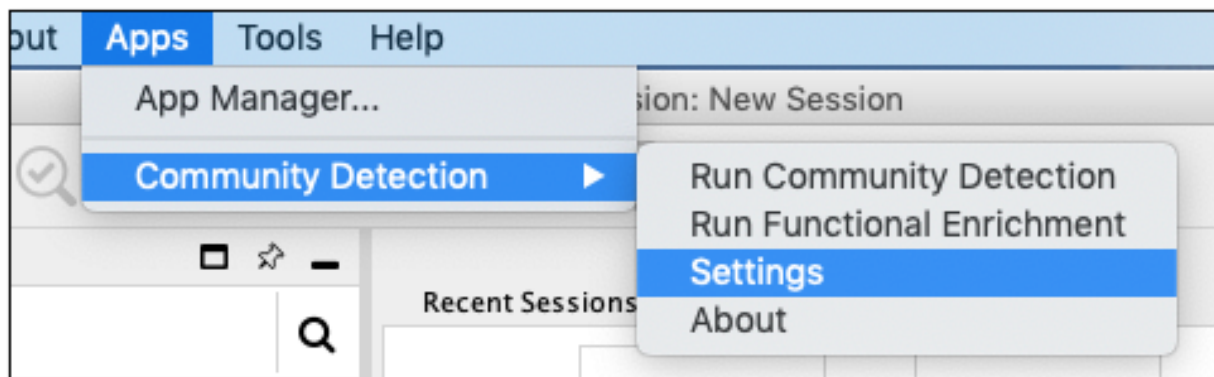 out Apps Tools Help
App Manager...
sion: New Session
Community Detection
Run Community Detection
Run Functional Enrichment
Settings
About
Recent Sessions